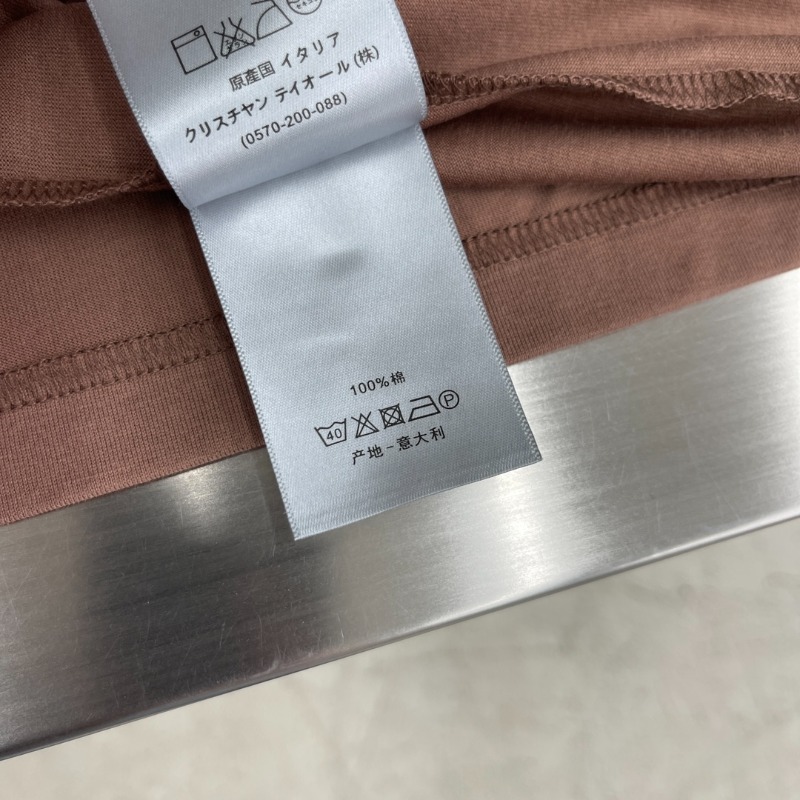 原産国 イタリア
クリスチャン デイオール (株)
(0570-200-088)
100%棉
40 P
产地-意大利